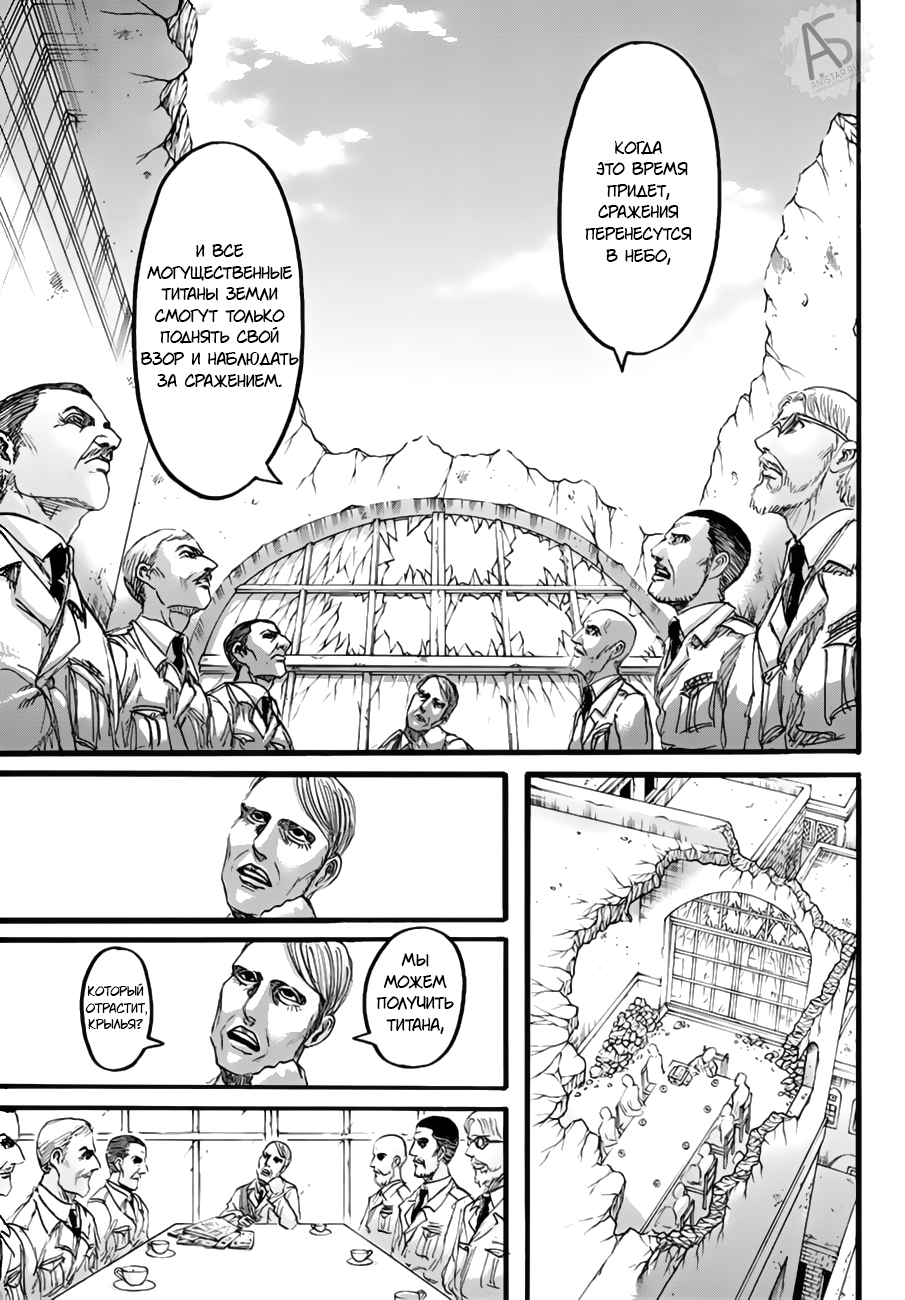 КОГДА
ЭТО ВРЕМЯ
ПРИДЕТ,
СРАЖЕНИЯ
ПЕРЕНЕСУТСЯ
В НЕБО,
И ВСЕ
МОГУЩЕСТВЕННЫЕ
ТИТАНЫ ЗЕМЛИ
СМОГУТ ТОЛЬКО
ПОДНЯТЬ СВОЙ
ВЗОР И НАБЛЮДАТЬ
ЗА СРАЖЕНИЕМ.
МЫ
МОЖЕМ
ПОЛУЧИТЬ
ТИТАНА,
КОТОРЫЙ
ОТРАСТИТ,
КРЫЛЬЯ?